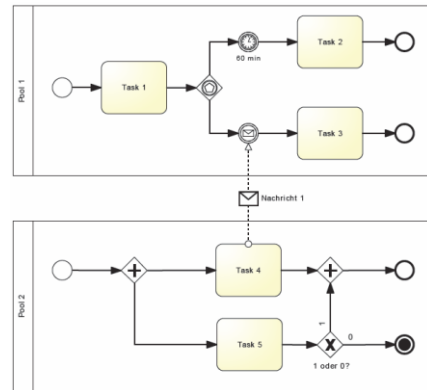 Pool 1
Task 1
60 min
Task 2
Task 3
Nachricht 1
Pool 2
Task 4
Task 5
1
0
1 oder 0?